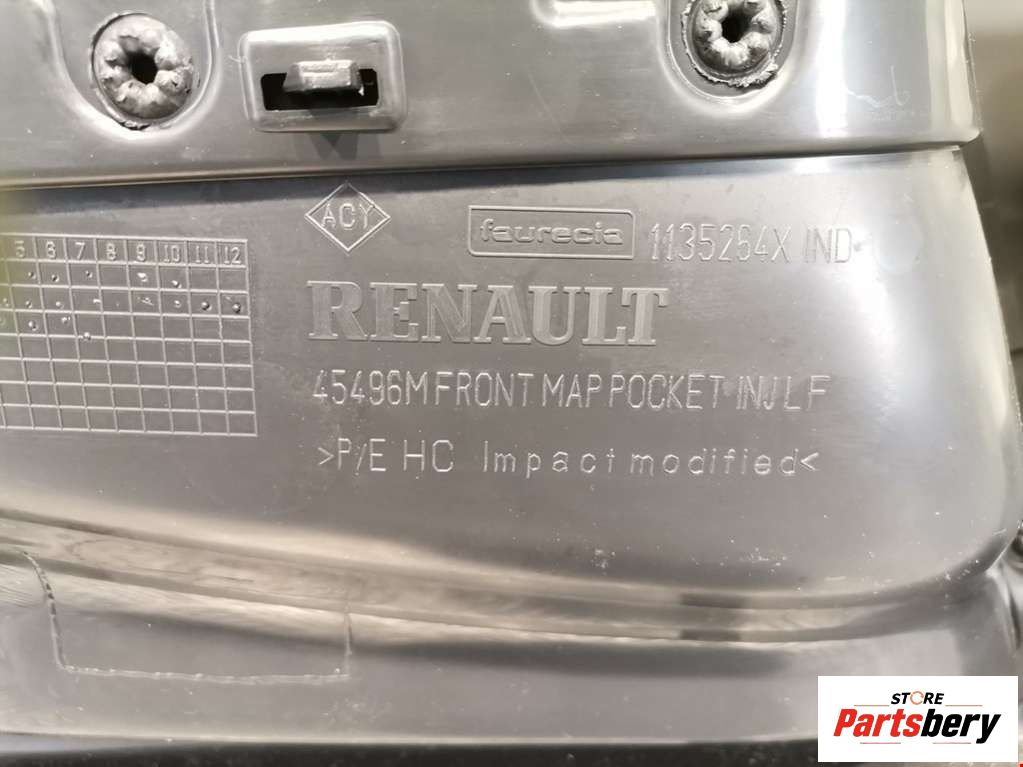 ACY
faurecia 1135264X IND
5 6 7 8 9 10 11 12
RENAULT
45496M FRONT MAP POCKET INJ LF
>P/E HC Impact modified<
STORE
Partsbery